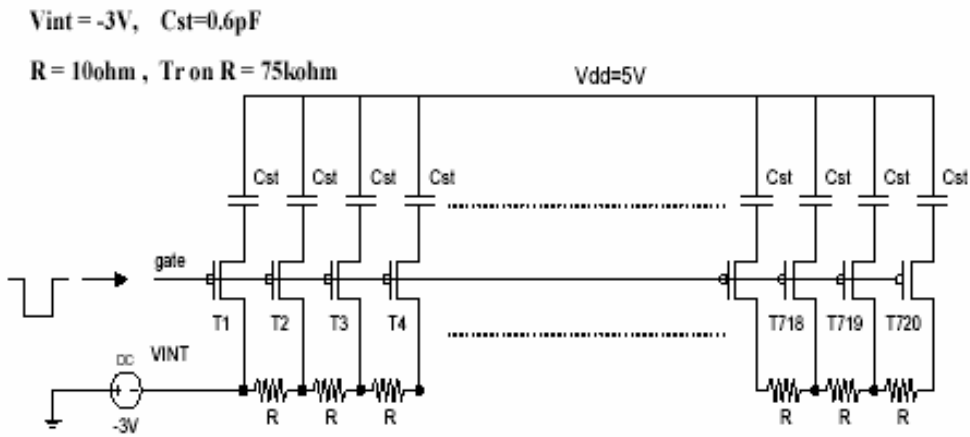 Vint = -3V, Cst=0.6pF
R = 10ohm , Tr on R = 75kohm
Vdd=5V
Cst Cst Cst Cst Cst Cst Cst Cst
gate
T1 T2 T3 T4 T718 T719 T720
DC VINT
-3V
R R R R R R